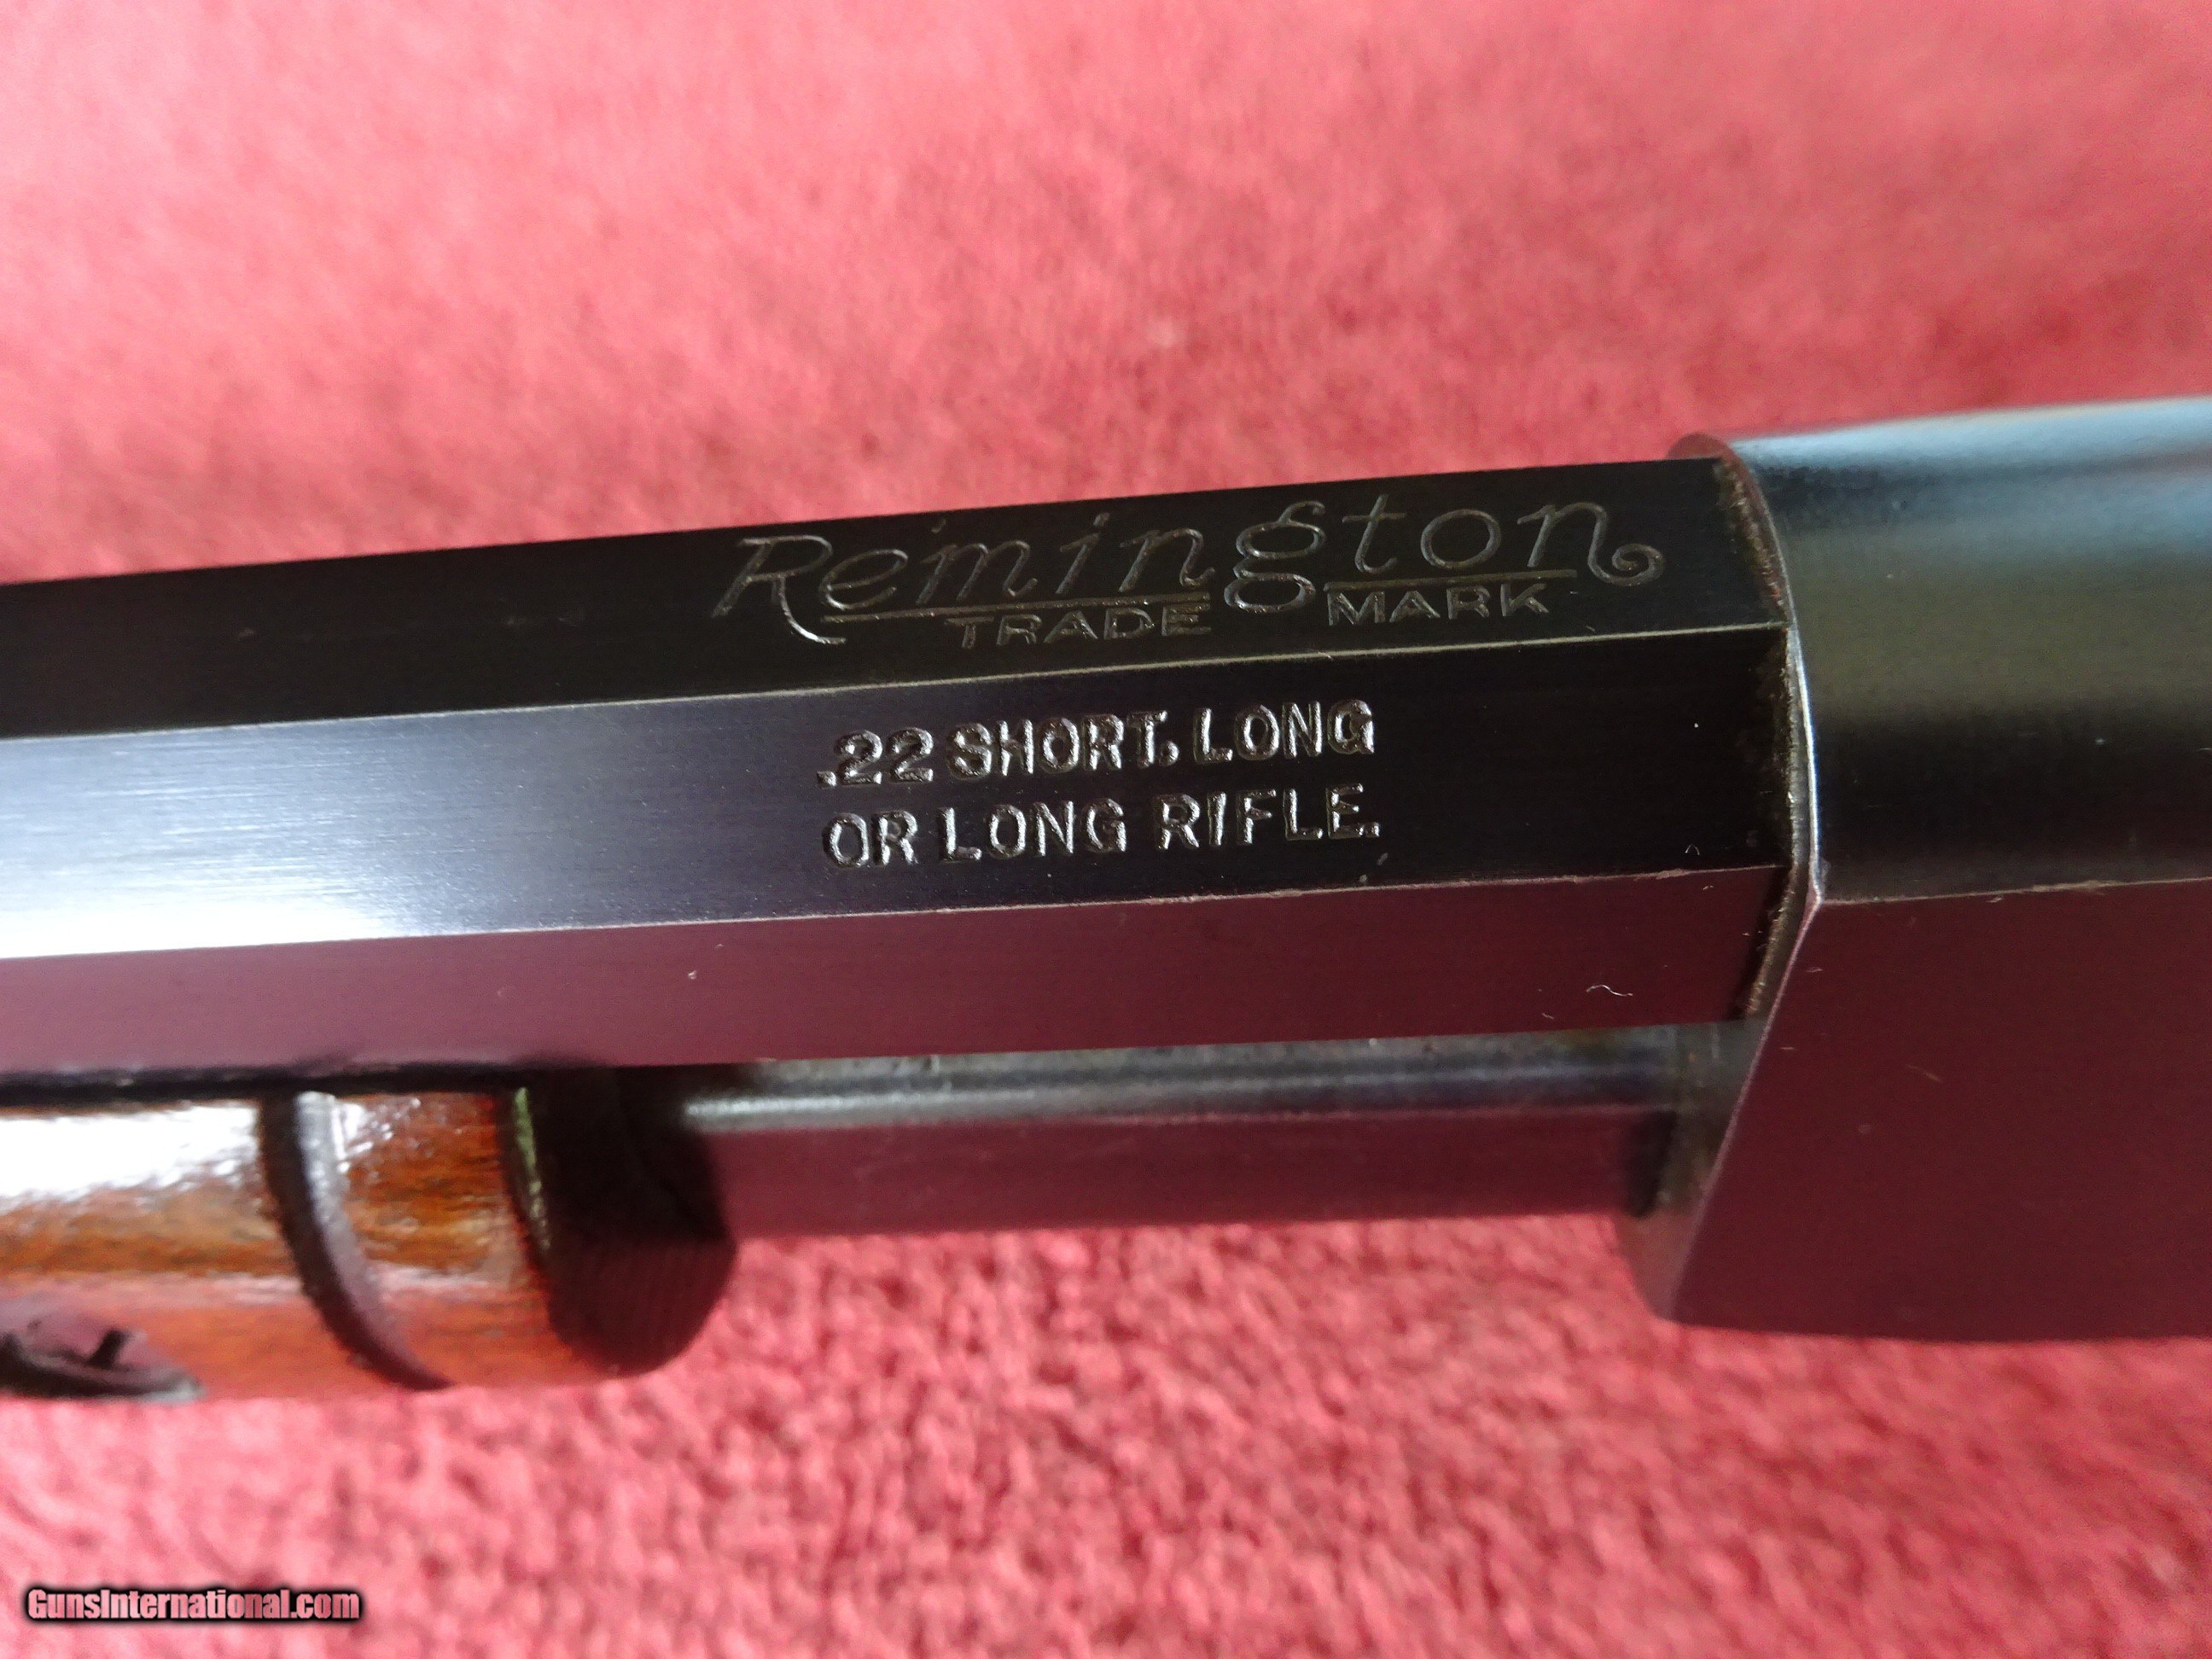 Remington
TRADE MARK
.22 SHORT, LONG
OR LONG RIFLE.
GunsInternational.com